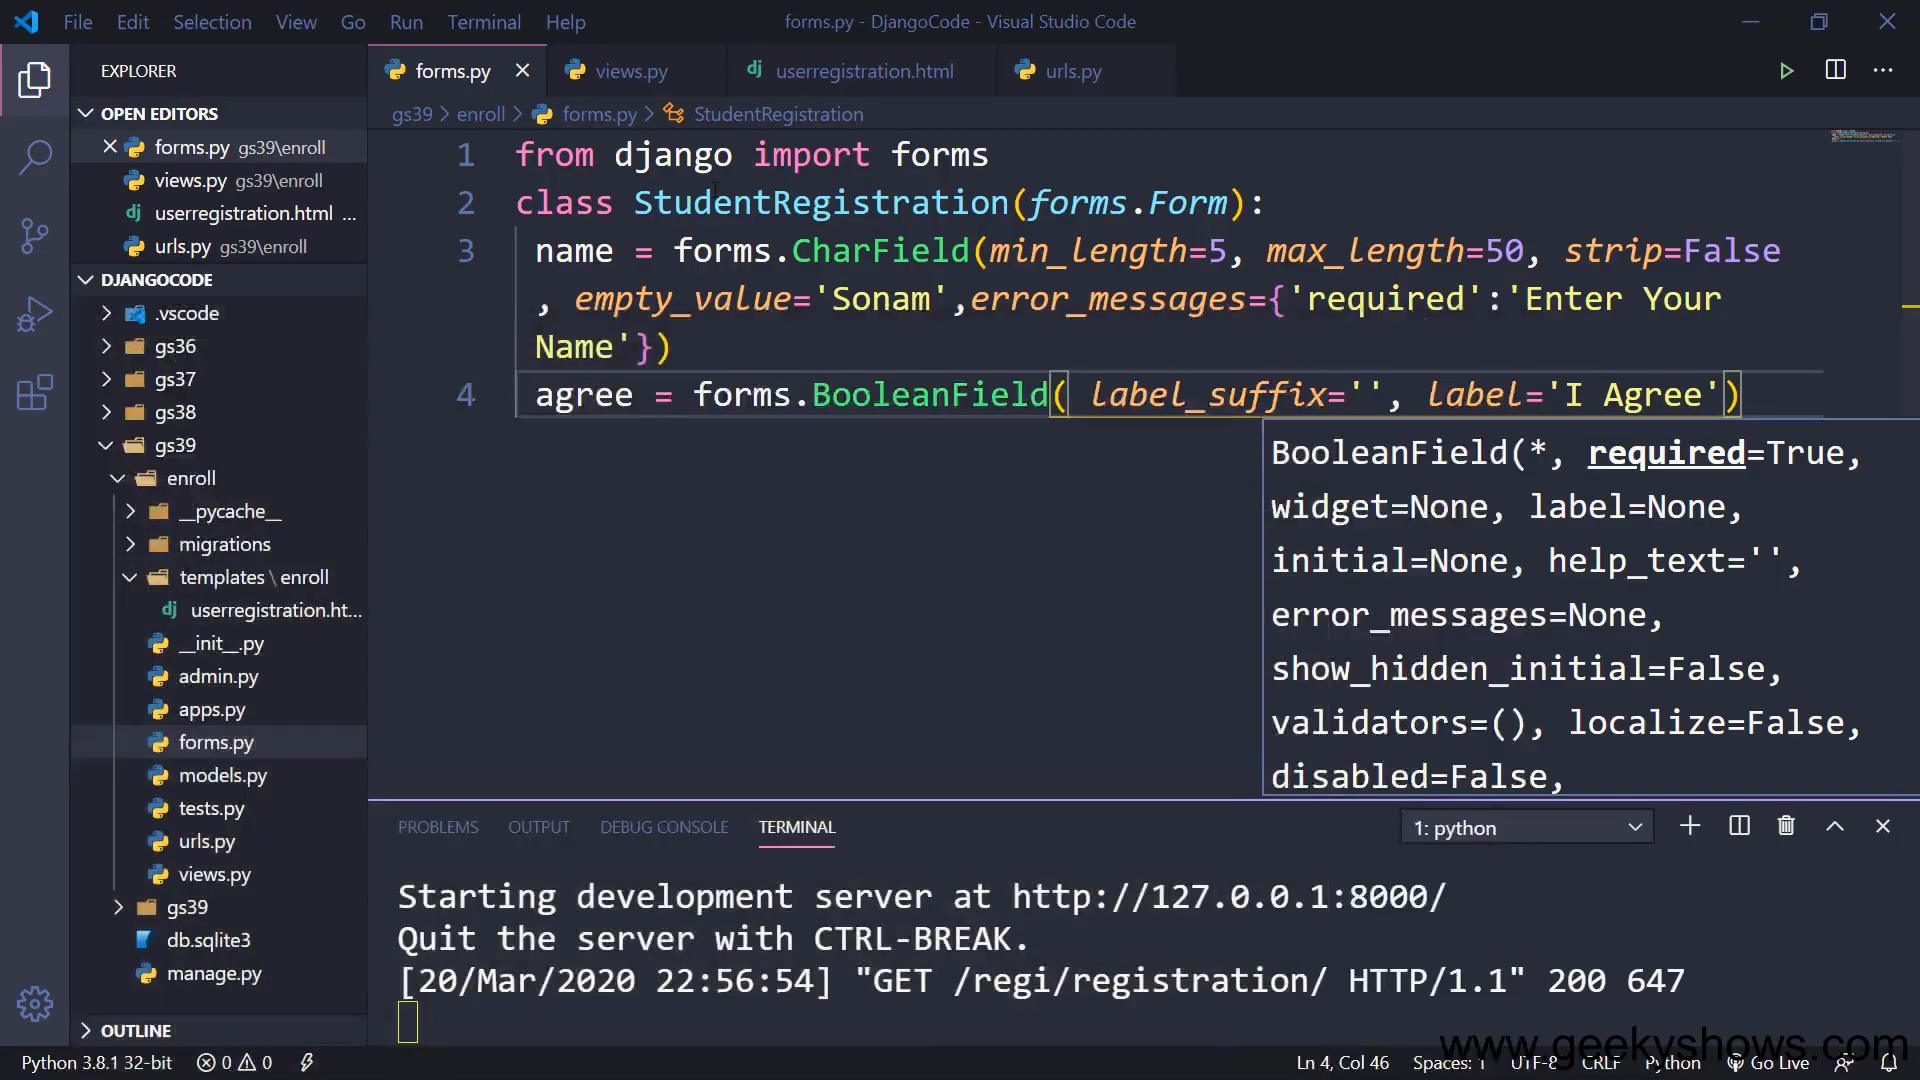 File Edit Selection View Go Run Terminal Help
forms.py - DjangoCode - Visual Studio Code
EXPLORER
OPEN EDITORS
forms.py gs39\enroll
views.py gs39\enroll
userregistration.html ...
urls.py gs39\enroll
DJANGOCODE
.vscode
gs36
gs37
gs38
gs39
enroll
__pycache__
migrations
templates \ enroll
userregistration.ht...
__init__.py
admin.py
apps.py
forms.py
models.py
tests.py
urls.py
views.py
gs39
db.sqlite3
manage.py
OUTLINE
forms.py views.py userregistration.html urls.py
gs39 > enroll > forms.py > StudentRegistration
1 from django import forms
2 class StudentRegistration(forms.Form):
3 name = forms.CharField(min_length=5, max_length=50, strip=False
, empty_value='Sonam',error_messages={'required':'Enter Your
Name'})
4 agree = forms.BooleanField( label_suffix='', label='I Agree')
BooleanField(*, required=True,
widget=None, label=None,
initial=None, help_text='',
error_messages=None,
show_hidden_initial=False,
validators=(), localize=False,
disabled=False,
PROBLEMS OUTPUT DEBUG CONSOLE TERMINAL
1: python
Starting development server at http://127.0.0.1:8000/
Quit the server with CTRL-BREAK.
[20/Mar/2020 22:56:54] "GET /regi/registration/ HTTP/1.1" 200 647
www.geekyshows.com
Python 3.8.1 32-bit 0 0 Ln 4, Col 46 Spaces: 1 UTF-8 CRLF Python Go Live